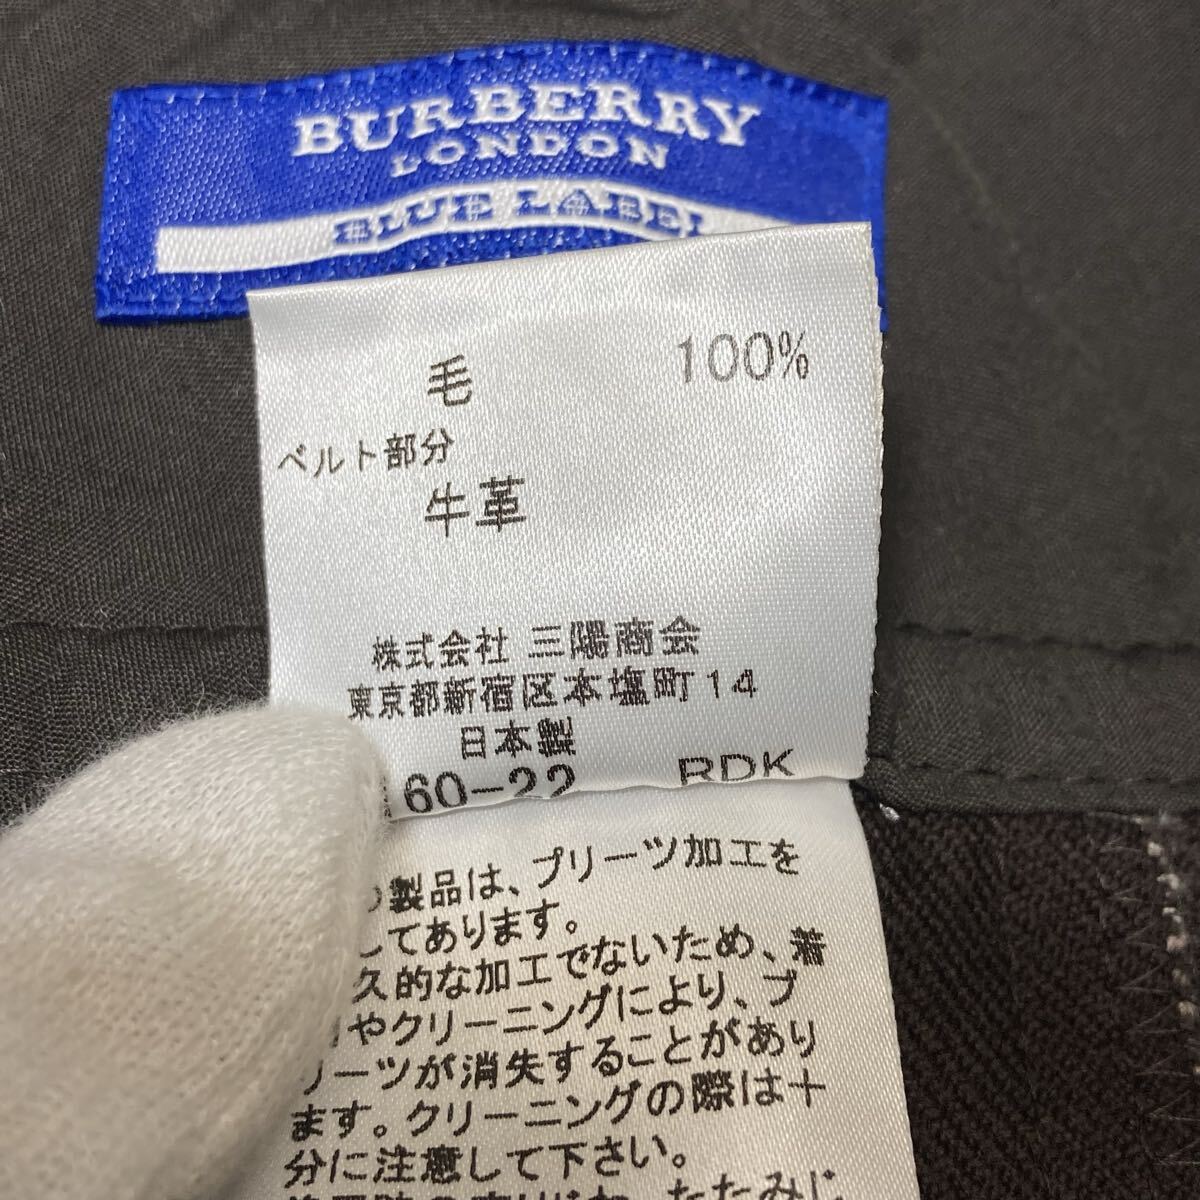 BURBERRY
LONDON
BLUE LABEL
毛 100%
ベルト部分
牛革
株式会社 三陽商会
東京都新宿区本塩町14
日本製
60-22 RDK
製品は、プリーツ加工を
してあります。
久的な加工でないため、着
やクリーニングにより、プ
リーツが消失することがあり
ます。クリーニングの際は十
分に注意して下さい。